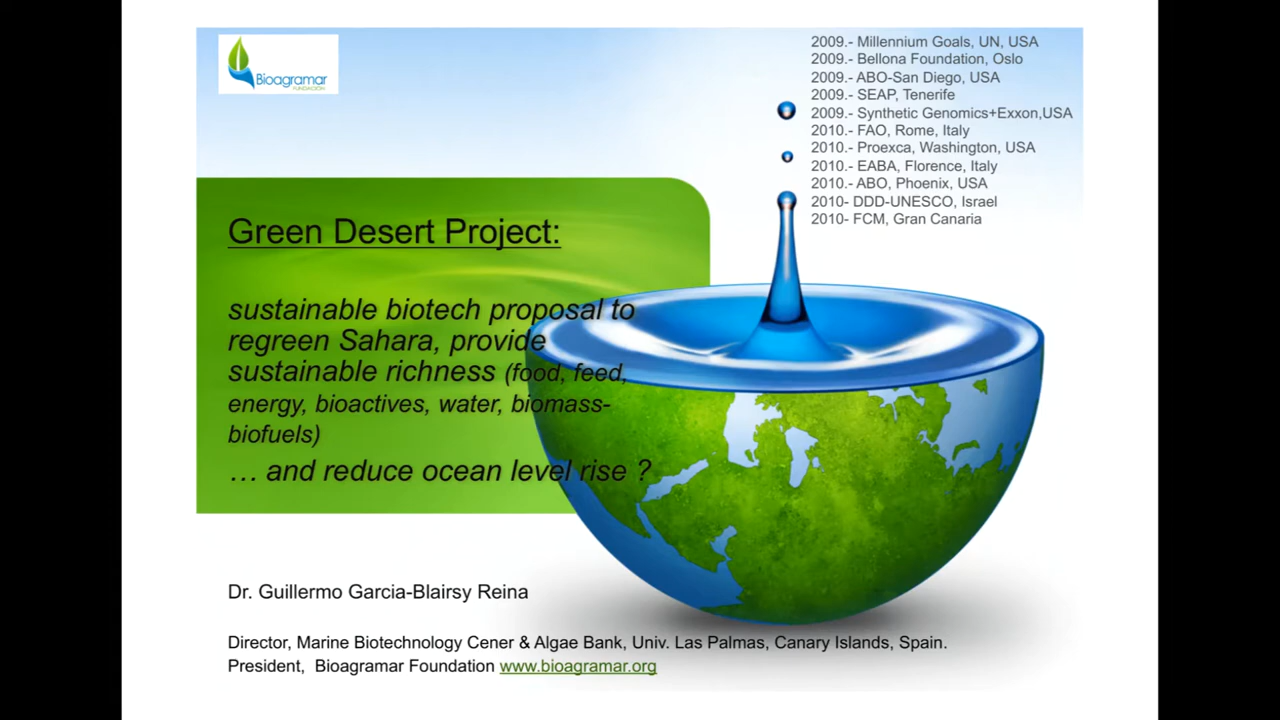 Bioagramar
FUNDACIÓN
2009.- Millennium Goals, UN, USA
2009.- Bellona Foundation, Oslo
2009.- ABO-San Diego, USA
2009.- SEAP, Tenerife
2009.- Synthetic Genomics+Exxon,USA
2010.- FAO, Rome, Italy
2010.- Proexca, Washington, USA
2010.- EABA, Florence, Italy
2010.- ABO, Phoenix, USA
2010- DDD-UNESCO, Israel
2010- FCM, Gran Canaria
Green Desert Project:
sustainable biotech proposal to
regreen Sahara, provide
sustainable richness (food, feed,
energy, bioactives, water, biomass-
biofuels)
… and reduce ocean level rise ?
Dr. Guillermo Garcia-Blairsy Reina
Director, Marine Biotechnology Cener & Algae Bank, Univ. Las Palmas, Canary Islands, Spain.
President, Bioagramar Foundation www.bioagramar.org